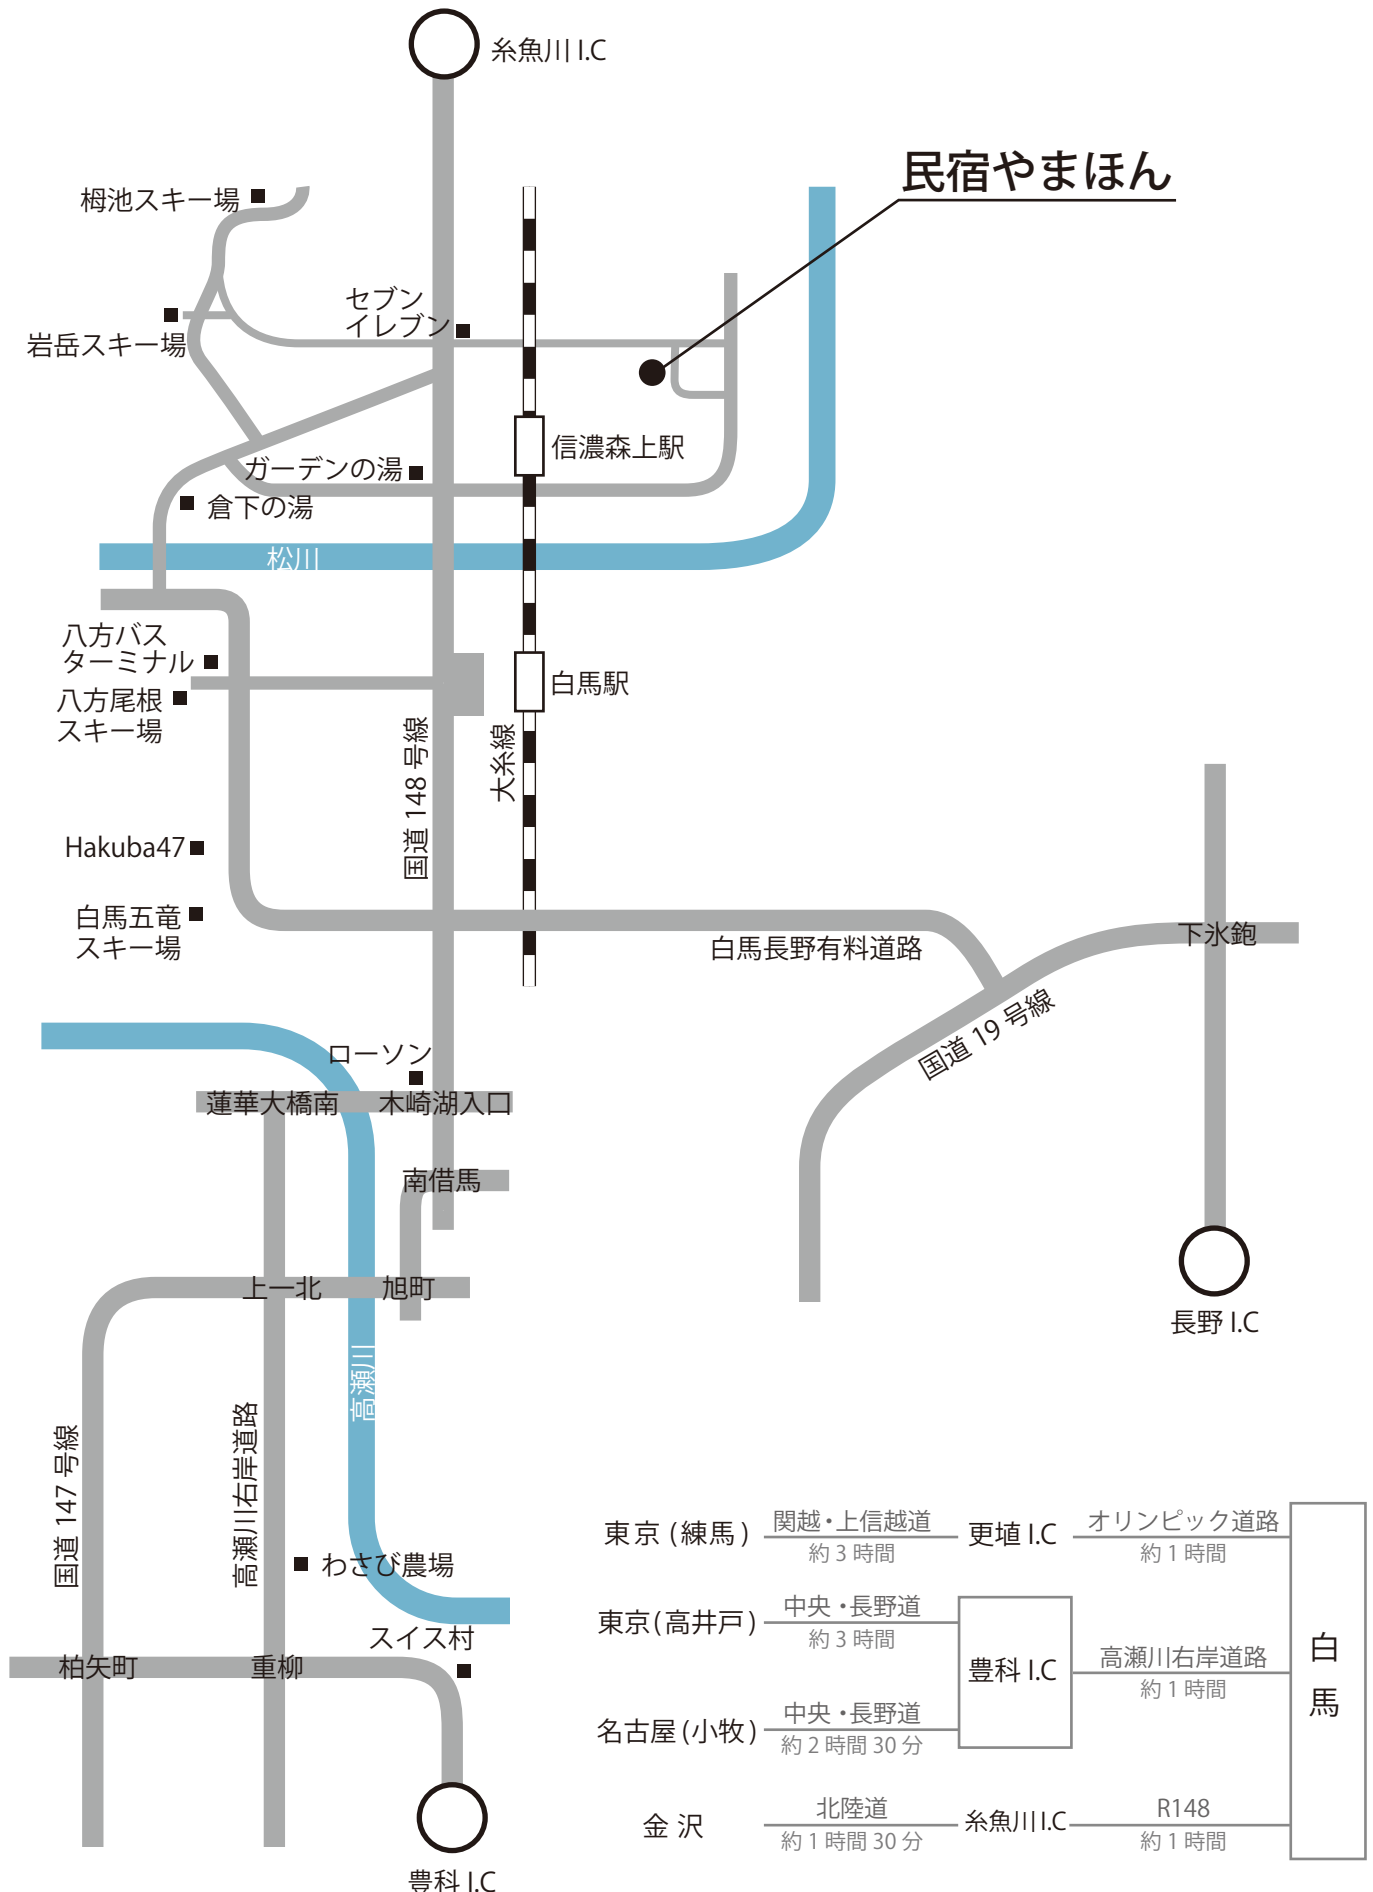 糸魚川 I.C
民宿やまほん
栂池スキー場
セブン
イレブン
岩岳スキー場
信濃森上駅
ガーデンの湯
倉下の湯
松川
八方バス
ターミナル
八方尾根
スキー場
白馬駅
国道 148 号線
大糸線
Hakuba47
白馬五竜
スキー場
白馬長野有料道路
下氷鉋
国道 19 号線
ローソン
蓮華大橋南
木崎湖入口
南借馬
上一北
旭町
長野 I.C
高瀬川
国道 147 号線
高瀬川右岸道路
わさび農場
スイス村
柏矢町
重柳
豊科 I.C
東京 (練馬)
関越・上信越道
約 3 時間
更埴 I.C
オリンピック道路
約 1 時間
東京(高井戸)
中央・長野道
約 3 時間
豊科 I.C
高瀬川右岸道路
約 1 時間
名古屋(小牧)
中央・長野道
約 2 時間 30 分
金沢
北陸道
約 1 時間 30 分
糸魚川 I.C
R148
約 1 時間
白馬